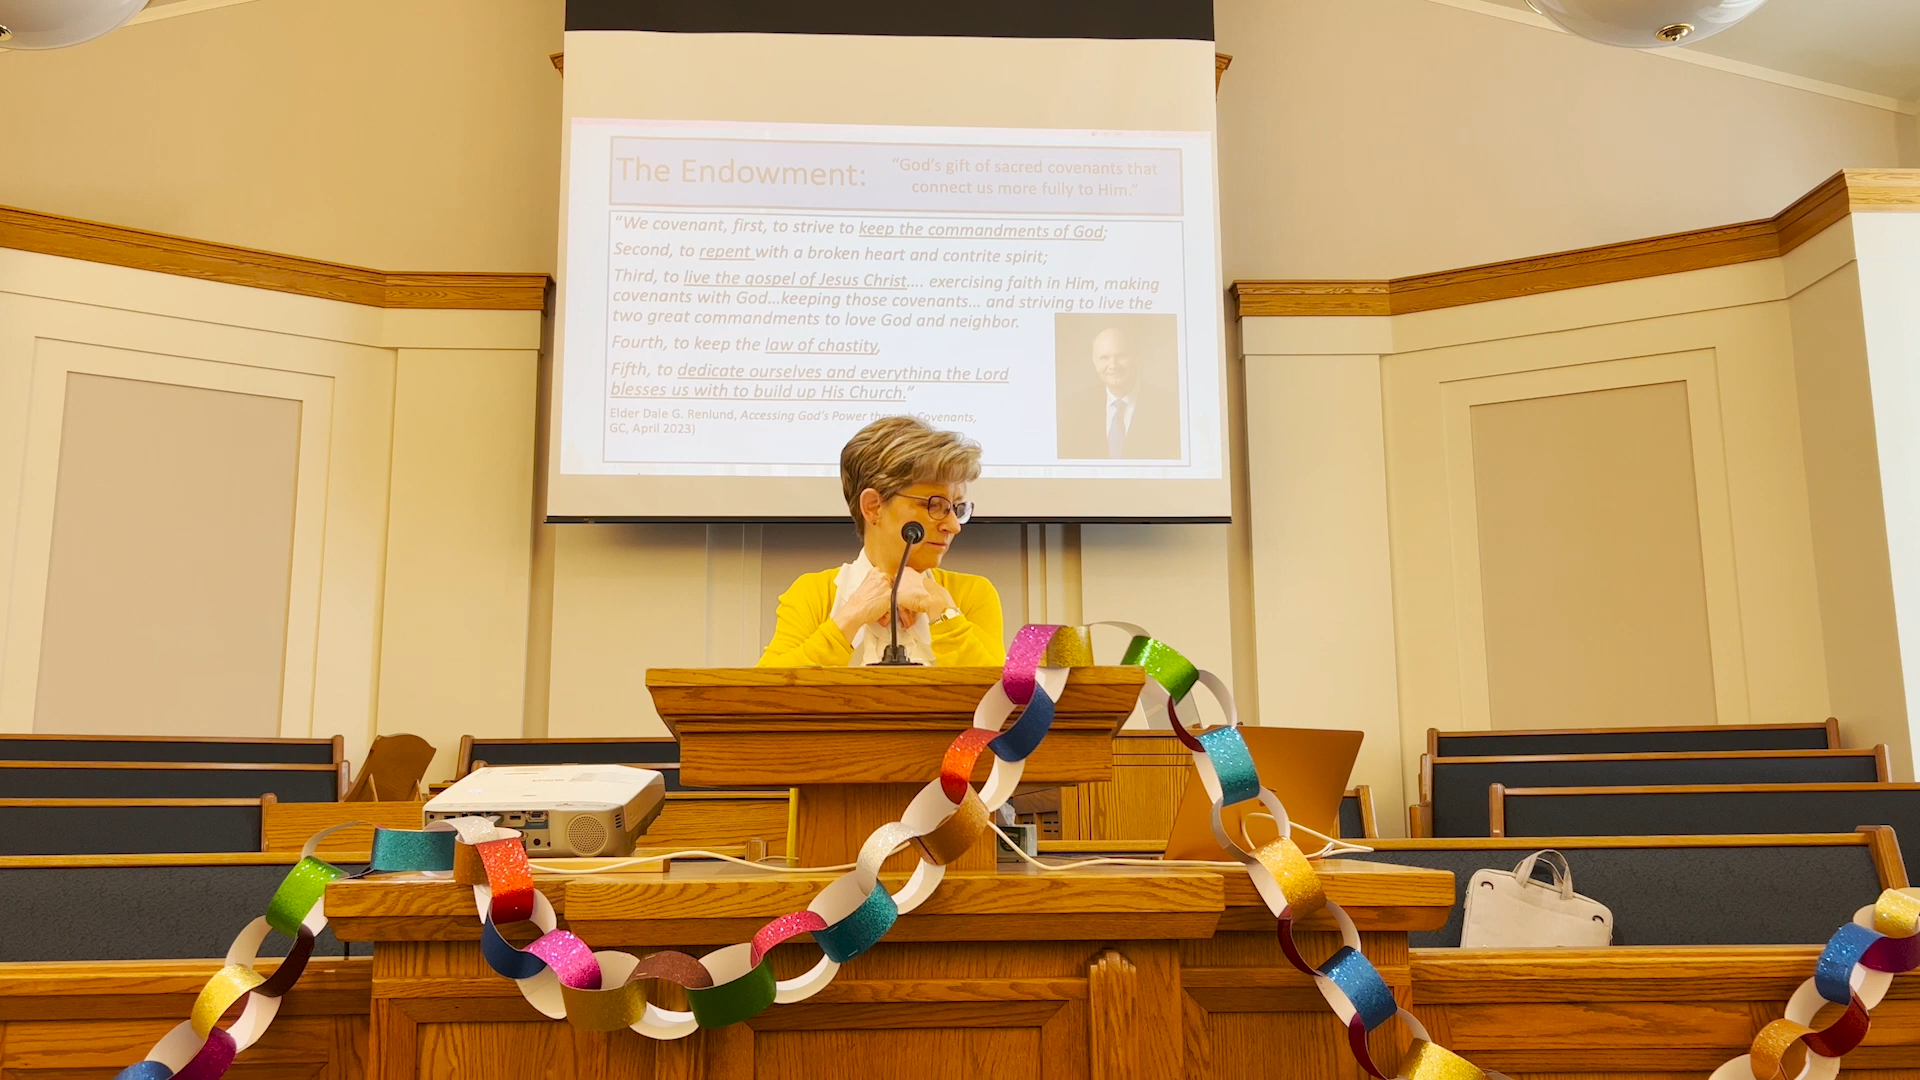 The Endowment:
"God's gift of sacred covenants that
connect us more fully to Him."
"We covenant, first, to strive to keep the commandments of God;
Second, to repent with a broken heart and contrite spirit;
Third, to live the gospel of Jesus Christ.... exercising faith in Him, making
covenants with God...keeping those covenants... and striving to live the
two great commandments to love God and neighbor.
Fourth, to keep the law of chastity,
Fifth, to dedicate ourselves and everything the Lord
blesses us with to build up His Church."
Elder Dale G. Renlund, Accessing God's Power through Covenants,
GC, April 2023)